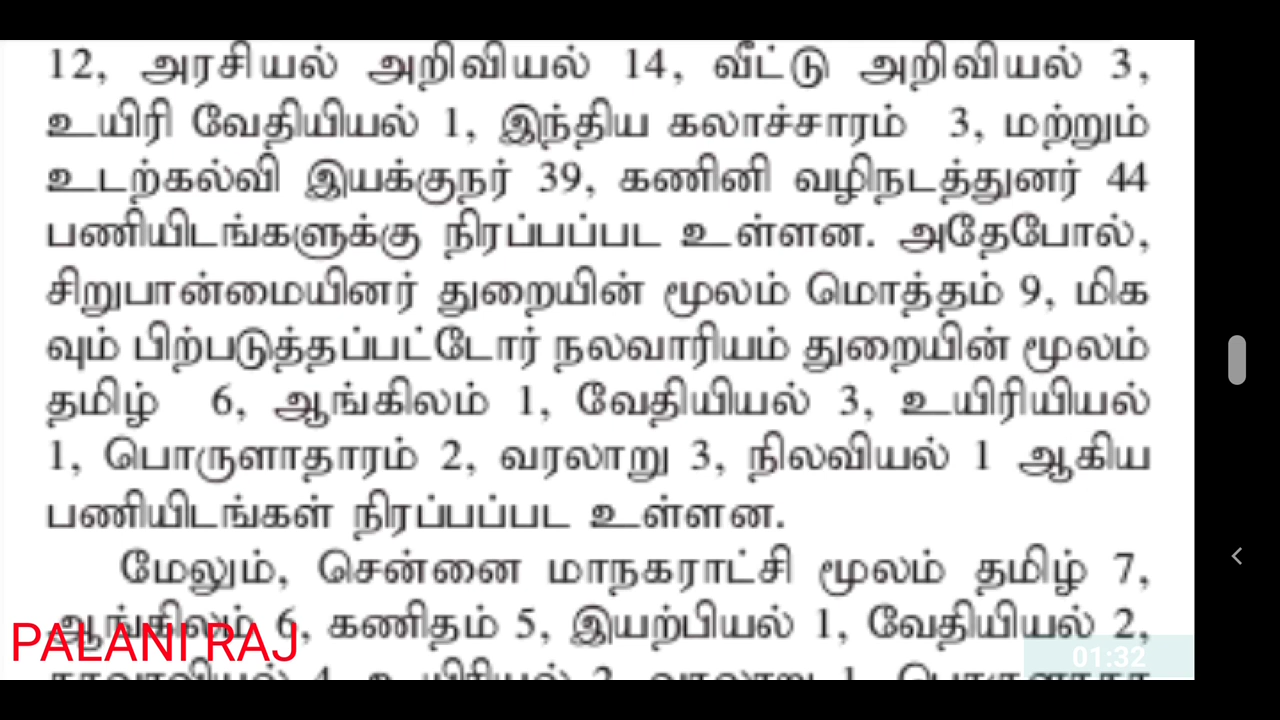 12, அரசியல் அறிவியல் 14, வீட்டு அறிவியல் 3,
உயிரி வேதியியல் 1, இந்திய கலாச்சாரம் 3, மற்றும்
உடற்கல்வி இயக்குநர் 39, கணினி வழிநடத்துனர் 44
பணியிடங்களுக்கு நிரப்பப்பட உள்ளன. அதேபோல்,
சிறுபான்மையினர் துறையின் மூலம் மொத்தம் 9, மிக
வும் பிற்படுத்தப்பட்டோர் நலவாரியம் துறையின் மூலம்
தமிழ் 6, ஆங்கிலம் 1, வேதியியல் 3, உயிரியியல்
1, பொருளாதாரம் 2, வரலாறு 3, நிலவியல் 1 ஆகிய
பணியிடங்கள் நிரப்பப்பட உள்ளன.
மேலும், சென்னை மாநகராட்சி மூலம் தமிழ் 7,
ஆங்கிலம் 6, கணிதம் 5, இயற்பியல் 1, வேதியியல் 2,
PALANI RAJ
01:32